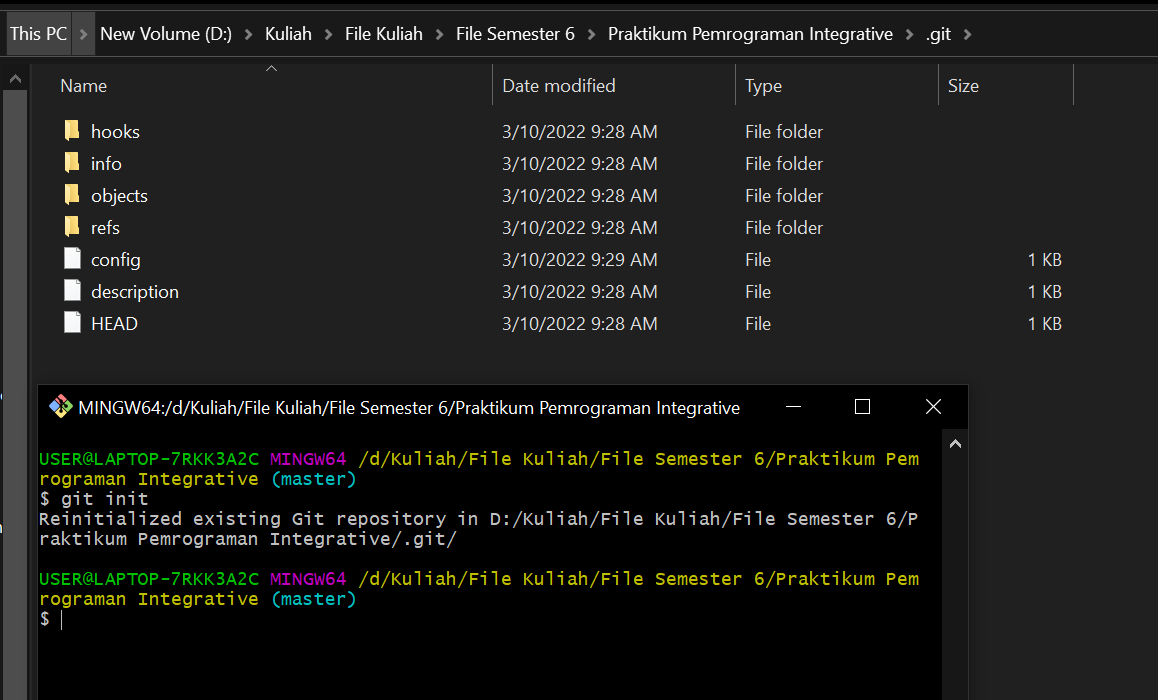 This PC > New Volume (D:) > Kuliah > File Kuliah > File Semester 6 > Praktikum Pemrograman Integrative > .git >
Name Date modified Type Size
hooks 3/10/2022 9:28 AM File folder
info 3/10/2022 9:28 AM File folder
objects 3/10/2022 9:28 AM File folder
refs 3/10/2022 9:28 AM File folder
config 3/10/2022 9:29 AM File 1 KB
description 3/10/2022 9:28 AM File 1 KB
HEAD 3/10/2022 9:28 AM File 1 KB
MINGW64:/d/Kuliah/File Kuliah/File Semester 6/Praktikum Pemrograman Integrative
USER@LAPTOP-7RKK3A2C MINGW64 /d/Kuliah/File Kuliah/File Semester 6/Praktikum Pem
rograman Integrative (master)
$ git init
Reinitialized existing Git repository in D:/Kuliah/File Kuliah/File Semester 6/P
raktikum Pemrograman Integrative/.git/
USER@LAPTOP-7RKK3A2C MINGW64 /d/Kuliah/File Kuliah/File Semester 6/Praktikum Pem
rograman Integrative (master)
$